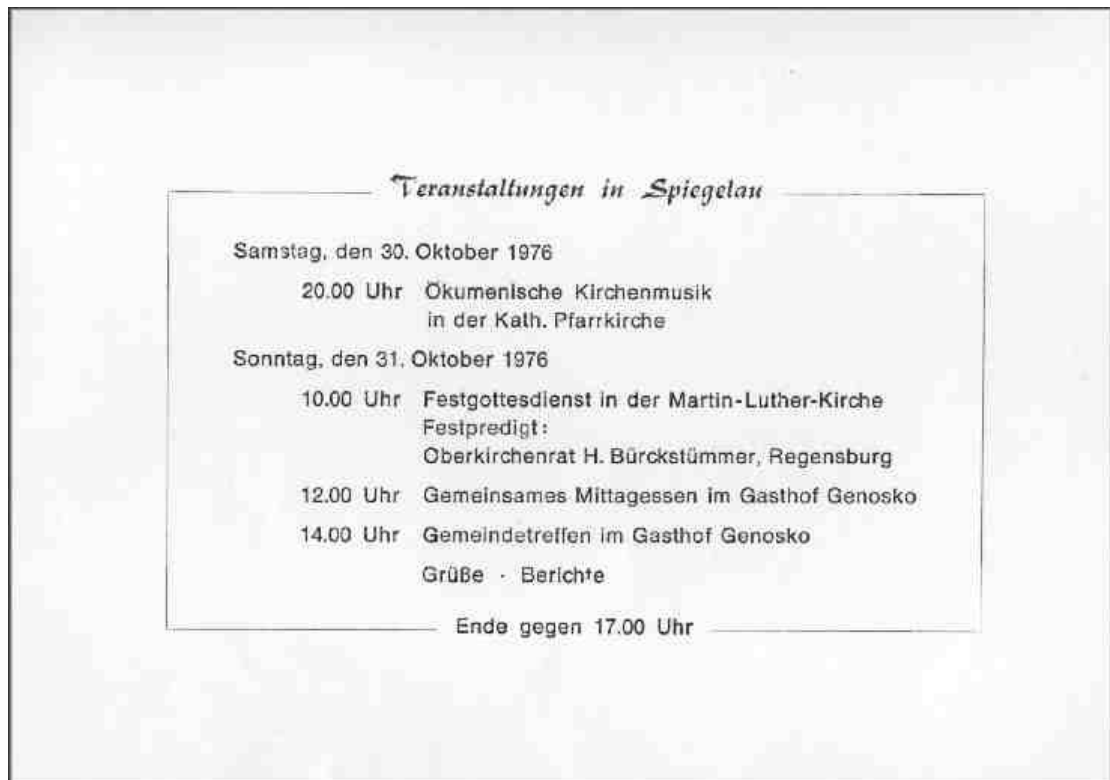 Veranstaltungen in Spiegelau
Samstag, den 30. Oktober 1976
20.00 Uhr Ökumenische Kirchenmusik
in der Kath. Pfarrkirche
Sonntag, den 31. Oktober 1976
10.00 Uhr Festgottesdienst in der Martin-Luther-Kirche
Festpredigt:
Oberkirchenrat H. Bürckstümmer, Regensburg
12.00 Uhr Gemeinsames Mittagessen im Gasthof Genosko
14.00 Uhr Gemeindetreffen im Gasthof Genosko
Grüße · Berichte
Ende gegen 17.00 Uhr